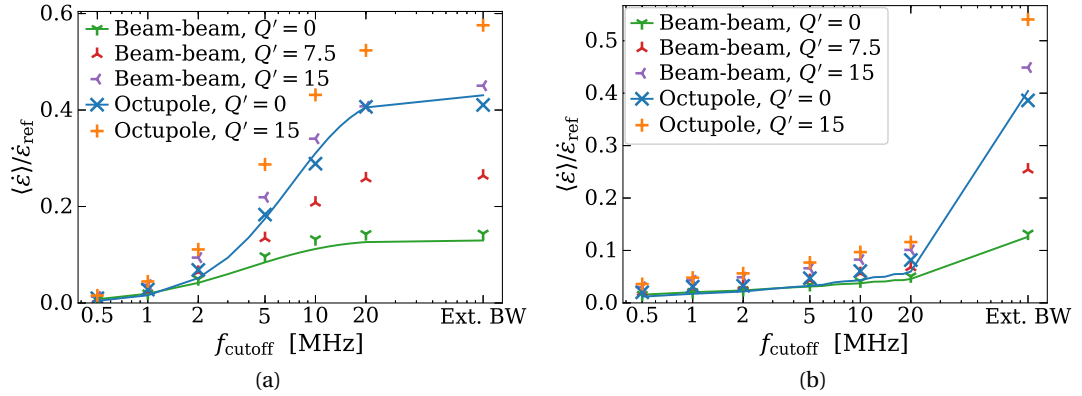 0.6
0.4
0.2
0.0
⟨ε̇⟩/ε̇ref
Beam-beam, Q′ = 0
Beam-beam, Q′ = 7.5
Beam-beam, Q′ = 15
Octupole, Q′ = 0
Octupole, Q′ = 15
0.5 1 2 5 10 20 Ext. BW
fcutoff [MHz]
(a)
0.5
0.4
0.3
0.2
0.1
0.0
⟨ε̇⟩/ε̇ref
Beam-beam, Q′ = 0
Beam-beam, Q′ = 7.5
Beam-beam, Q′ = 15
Octupole, Q′ = 0
Octupole, Q′ = 15
0.5 1 2 5 10 20 Ext. BW
fcutoff [MHz]
(b)